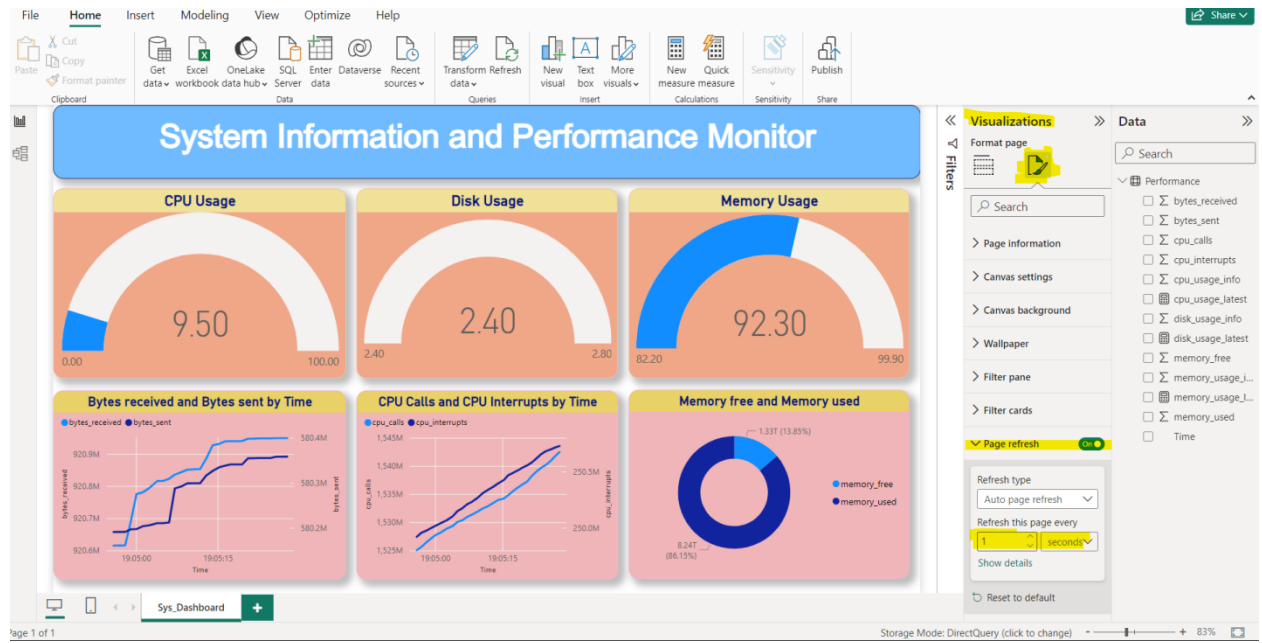 File Home Insert Modeling View Optimize Help
Share
Paste
Cut
Copy
Format painter
Get data
Excel workbook
OneLake data hub
SQL Server
Enter data
Dataverse
Recent sources
Transform data
Refresh
New visual
Text box
More visuals
New measure
Quick measure
Sensitivity
Publish
Clipboard
Data
Queries
Insert
Calculations
Sensitivity
Share
System Information and Performance Monitor
CPU Usage
9.50
0.00
100.00
Disk Usage
2.40
2.40
2.80
Memory Usage
92.30
82.20
99.90
Bytes received and Bytes sent by Time
bytes_received bytes_sent
920.9M
920.8M
920.7M
920.6M
bytes_received
580.4M
580.3M
580.2M
bytes_sent
19:05:00 19:05:15
Time
CPU Calls and CPU Interrupts by Time
cpu_calls cpu_interrupts
1,545M
1,540M
1,535M
1,530M
1,525M
cpu_calls
250.5M
250.0M
cpu_interrupts
19:05:00 19:05:15
Time
Memory free and Memory used
1.33T (13.85%)
8.24T
(86.15%)
memory_free
memory_used
Filters
Visualizations
Format page
Search
Page information
Canvas settings
Canvas background
Wallpaper
Filter pane
Filter cards
Page refresh
On
Refresh type
Auto page refresh
Refresh this page every
1 seconds
Show details
Reset to default
Data
Search
Performance
bytes_received
bytes_sent
cpu_calls
cpu_interrupts
cpu_usage_info
cpu_usage_latest
disk_usage_info
disk_usage_latest
memory_free
memory_usage_i...
memory_usage_l...
memory_used
Time
Sys_Dashboard
Page 1 of 1
Storage Mode: DirectQuery (click to change)
83%